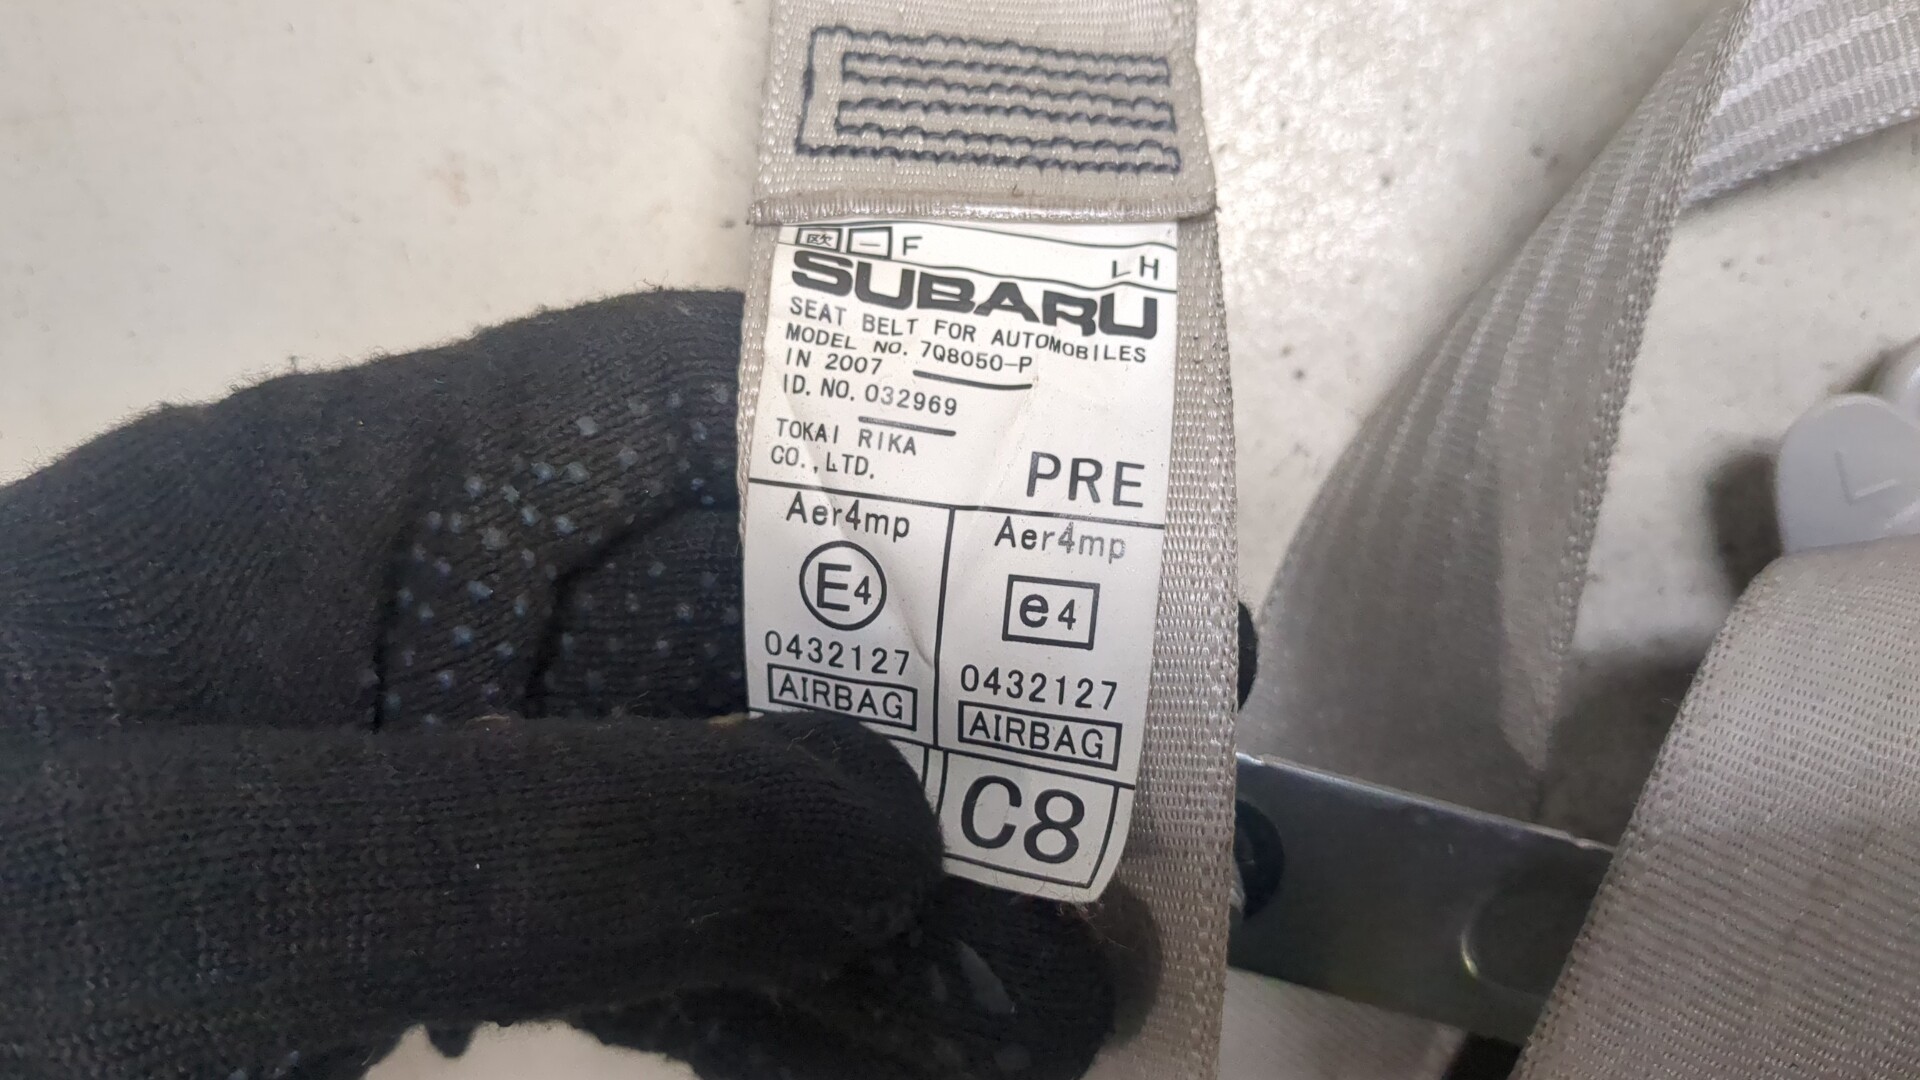 欧 一 F LH
SUBARU
SEAT BELT FOR AUTOMOBILES
MODEL NO. 7Q8050-P
IN 2007
ID. NO. 032969
TOKAI RIKA
CO., LTD.
PRE
Aer4mp
E4
0432127
AIRBAG
Aer4mp
e4
0432127
AIRBAG
C8
L